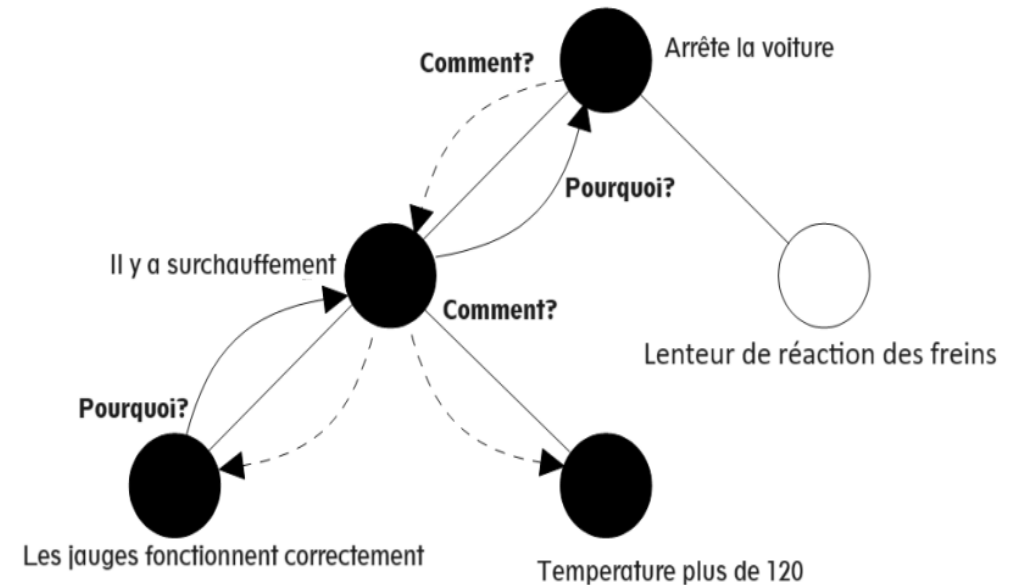 Arrête la voiture
Comment?
Pourquoi?
Il y a surchauffement
Comment?
Lenteur de réaction des freins
Pourquoi?
Les jauges fonctionnent correctement
Temperature plus de 120